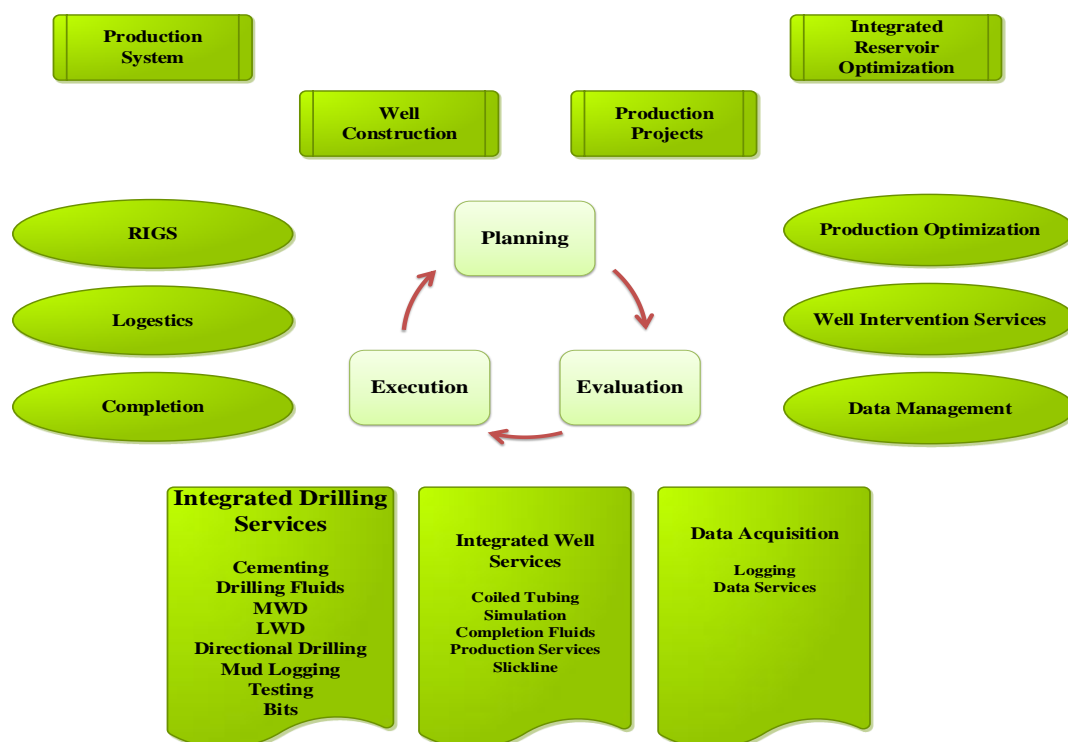 Production
System
Integrated
Reservoir
Optimization
Well
Construction
Production
Projects
RIGS
Planning
Production Optimization
Logestics
Well Intervention Services
Execution
Evaluation
Completion
Data Management
Integrated Drilling
Services
Cementing
Drilling Fluids
MWD
LWD
Directional Drilling
Mud Logging
Testing
Bits
Integrated Well
Services
Coiled Tubing
Simulation
Completion Fluids
Production Services
Slickline
Data Acquisition
Logging
Data Services